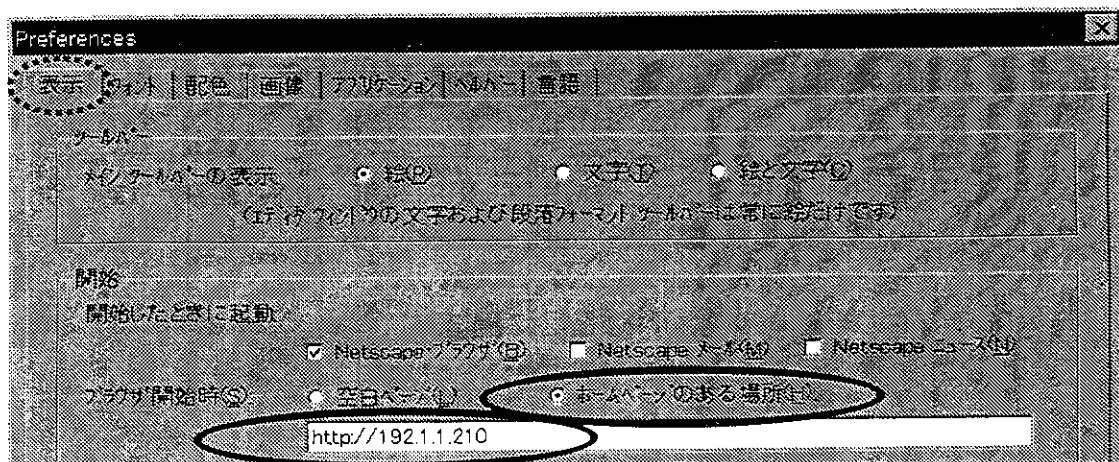 Preferences
表示 | フォント | 配色 | 画像 | アプリケーション | ヘルパー | 言語
ツールバー
メイン ツールバーの表示: 絵(P) 文字(T) 絵と文字(C)
(エディタ ウィンドウの文字および段落フォーマット ツールバーは常に絵だけです)
開始
開始したときに起動:
Netscape ブラウザ(B) Netscape メール(M) Netscape ニュース(N)
ブラウザ開始時(S): 空白ページ(L) ホームページのある場所(H):
http://192.1.1.210